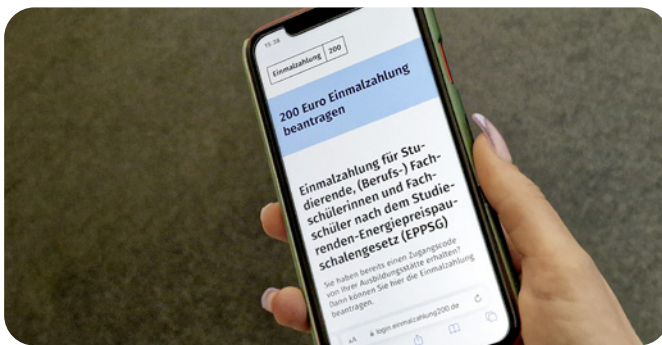 15:38
Einmalzahlung 200
200 Euro Einmalzahlung
beantragen
Einmalzahlung für Stu-
dierende, (Berufs-) Fach-
schülerinnen und Fach-
schüler nach dem Studie-
renden-Energiepreispau-
schalengesetz (EPPSG)
Sie haben bereits einen Zugangscode
von Ihrer Ausbildungsstätte erhalten?
Dann können Sie hier die Einmalzahlung
beantragen.
AA login.einmalzahlung200.de